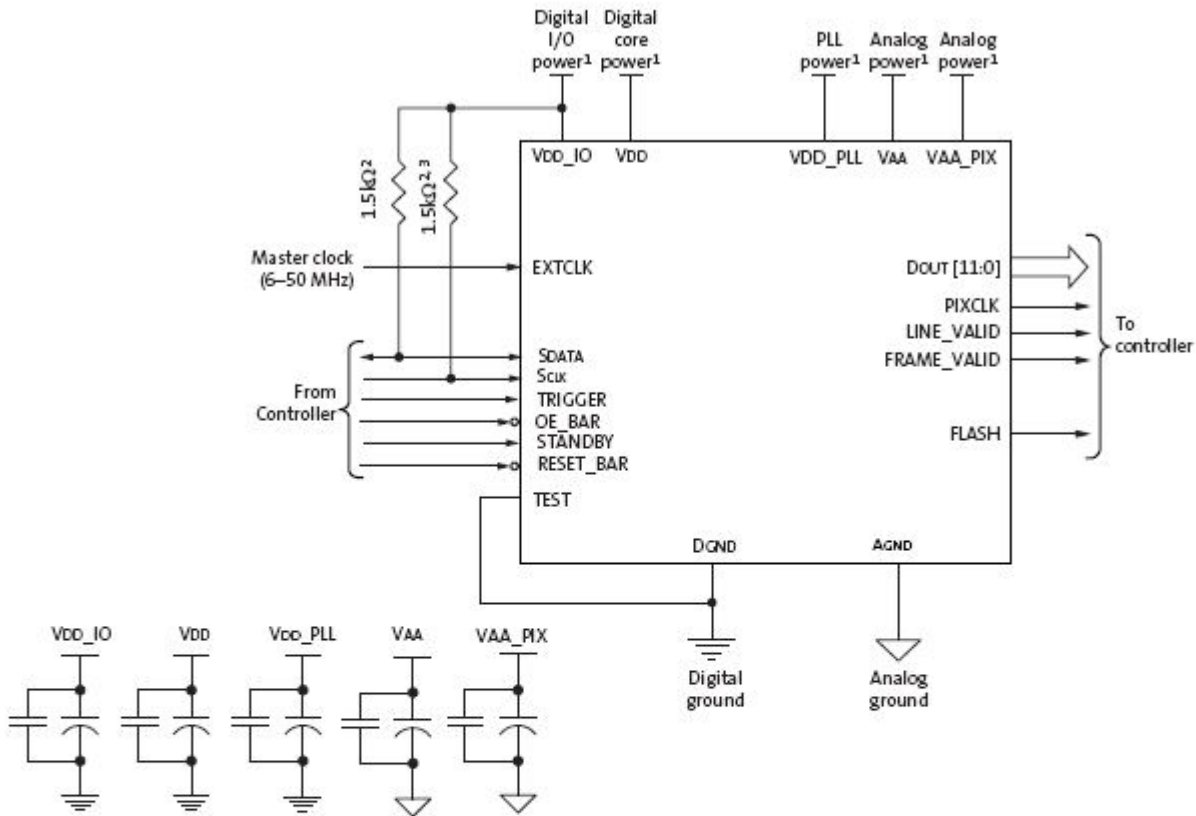 Digital
I/O
power¹
Digital
core
power¹
PLL
power¹
Analog
power¹
Analog
power¹
VDD_IO
VDD
VDD_PLL
VAA
VAA_PIX
1.5kΩ²
1.5kΩ²,³
Master clock
(6–50 MHz)
EXTCLK
From
Controller
SDATA
SCLK
TRIGGER
OE_BAR
STANDBY
RESET_BAR
TEST
DOUT [11:0]
PIXCLK
LINE_VALID
FRAME_VALID
FLASH
To
controller
DGND
AGND
Digital
ground
Analog
ground
VDD_IO
VDD
VDD_PLL
VAA
VAA_PIX